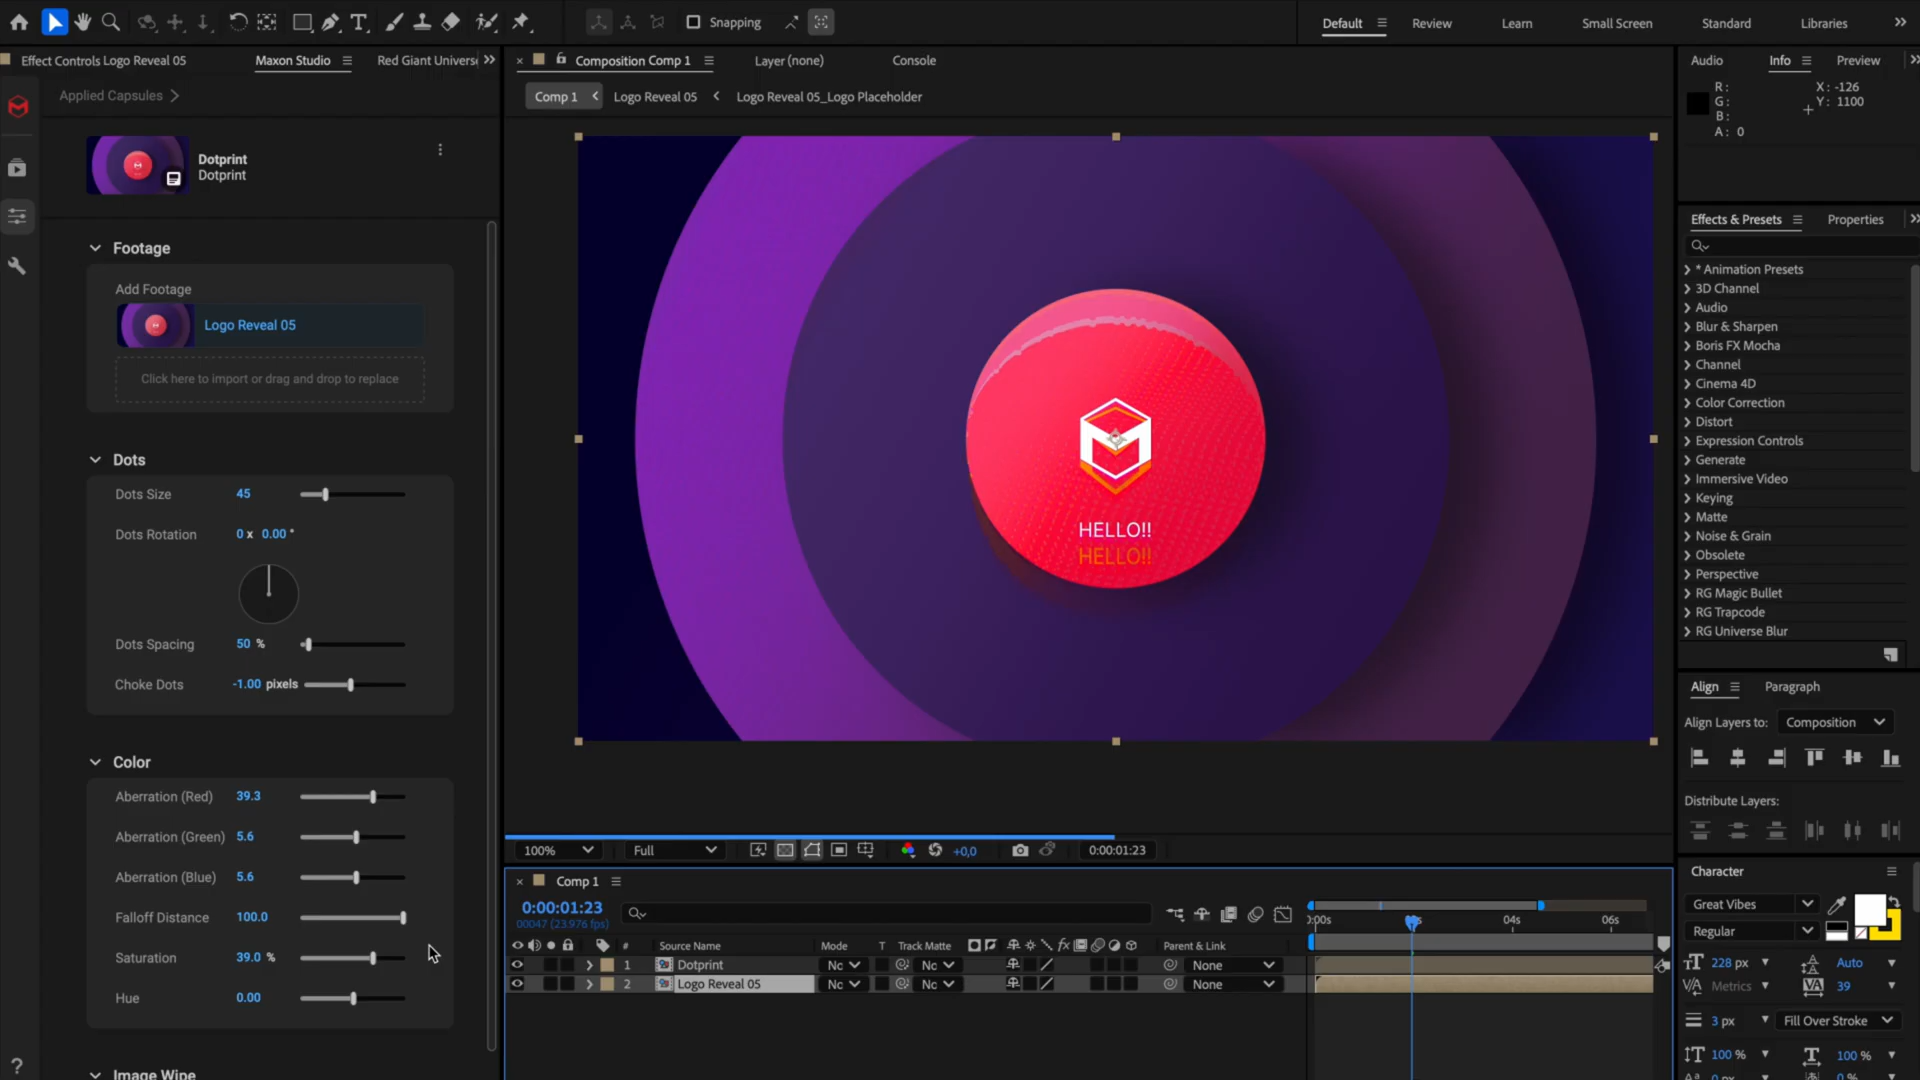 Snapping
Default
Review
Learn
Small Screen
Standard
Libraries
Effect Controls Logo Reveal 05
Maxon Studio
Red Giant Univers
Composition Comp 1
Layer (none)
Console
Audio
Info
Preview
Applied Capsules
Comp 1
Logo Reveal 05
Logo Reveal 05_Logo Placeholder
R :
G :
B :
A : 0
X : -126
Y : 1100
Dotprint
Dotprint
Footage
Add Footage
Logo Reveal 05
Click here to import or drag and drop to replace
Dots
Dots Size 45
Dots Rotation 0 x 0.00 °
Dots Spacing 50 %
Choke Dots -1.00 pixels
Color
Aberration (Red) 39.3
Aberration (Green) 5.6
Aberration (Blue) 5.6
Falloff Distance 100.0
Saturation 39.0 %
Hue 0.00
Image Wipe
HELLO!!
HELLO!!
Effects & Presets
Properties
* Animation Presets
3D Channel
Audio
Blur & Sharpen
Boris FX Mocha
Channel
Cinema 4D
Color Correction
Distort
Expression Controls
Generate
Immersive Video
Keying
Matte
Noise & Grain
Obsolete
Perspective
RG Magic Bullet
RG Trapcode
RG Universe Blur
Align
Paragraph
Align Layers to: Composition
Distribute Layers:
100%
Full
+0,0
0:00:01:23
Comp 1
0:00:01:23
00047 (23.976 fps)
:00s
04s
06s
# Source Name Mode T Track Matte fx Parent & Link
1 Dotprint Nc Nc None
2 Logo Reveal 05 Nc Nc None
Character
Great Vibes
Regular
228 px
Auto
Metrics
39
3 px
Fill Over Stroke
100 %
100 %